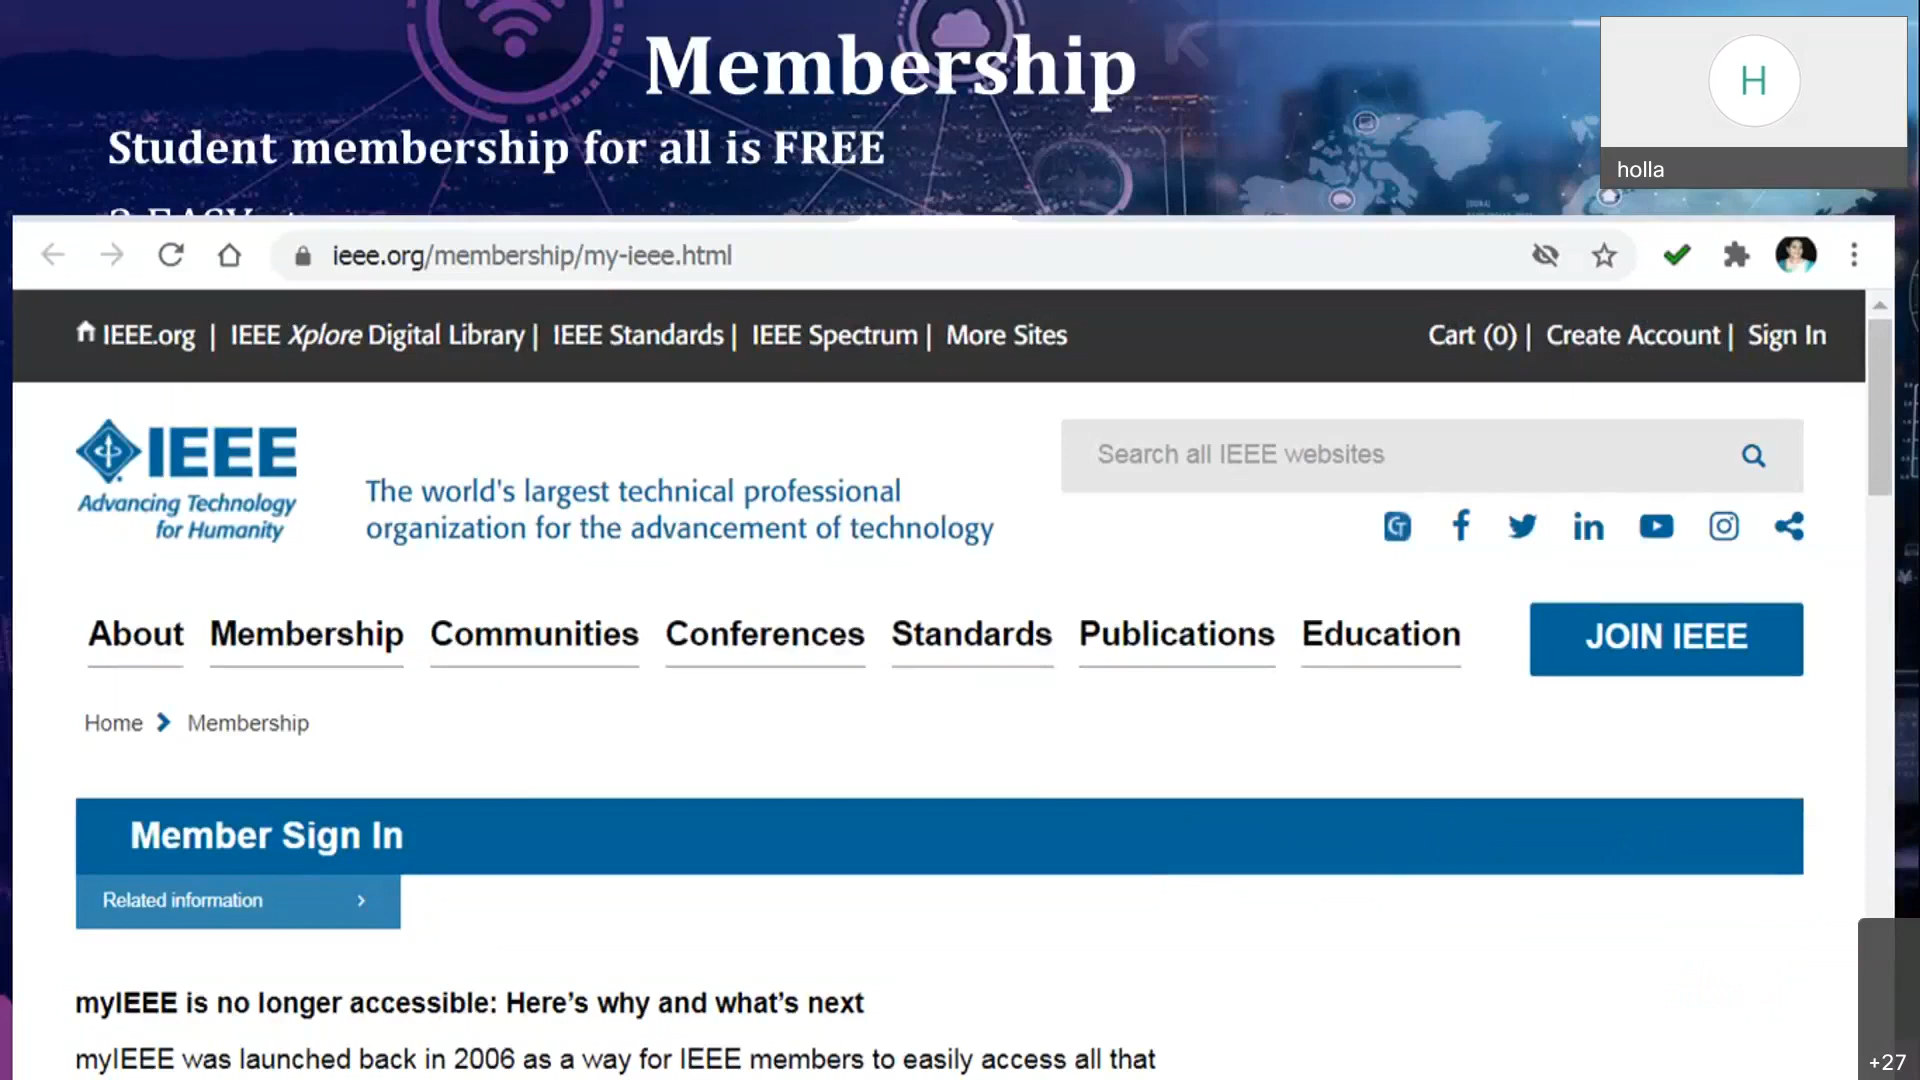 Membership
Student membership for all is FREE
H
holla
ieee.org/membership/my-ieee.html
IEEE.org | IEEE Xplore Digital Library | IEEE Standards | IEEE Spectrum | More Sites
Cart (0) | Create Account | Sign In
IEEE
Advancing Technology
for Humanity
The world's largest technical professional
organization for the advancement of technology
Search all IEEE websites
About Membership Communities Conferences Standards Publications Education
JOIN IEEE
Home Membership
Member Sign In
Related information
myIEEE is no longer accessible: Here’s why and what’s next
myIEEE was launched back in 2006 as a way for IEEE members to easily access all that
+27